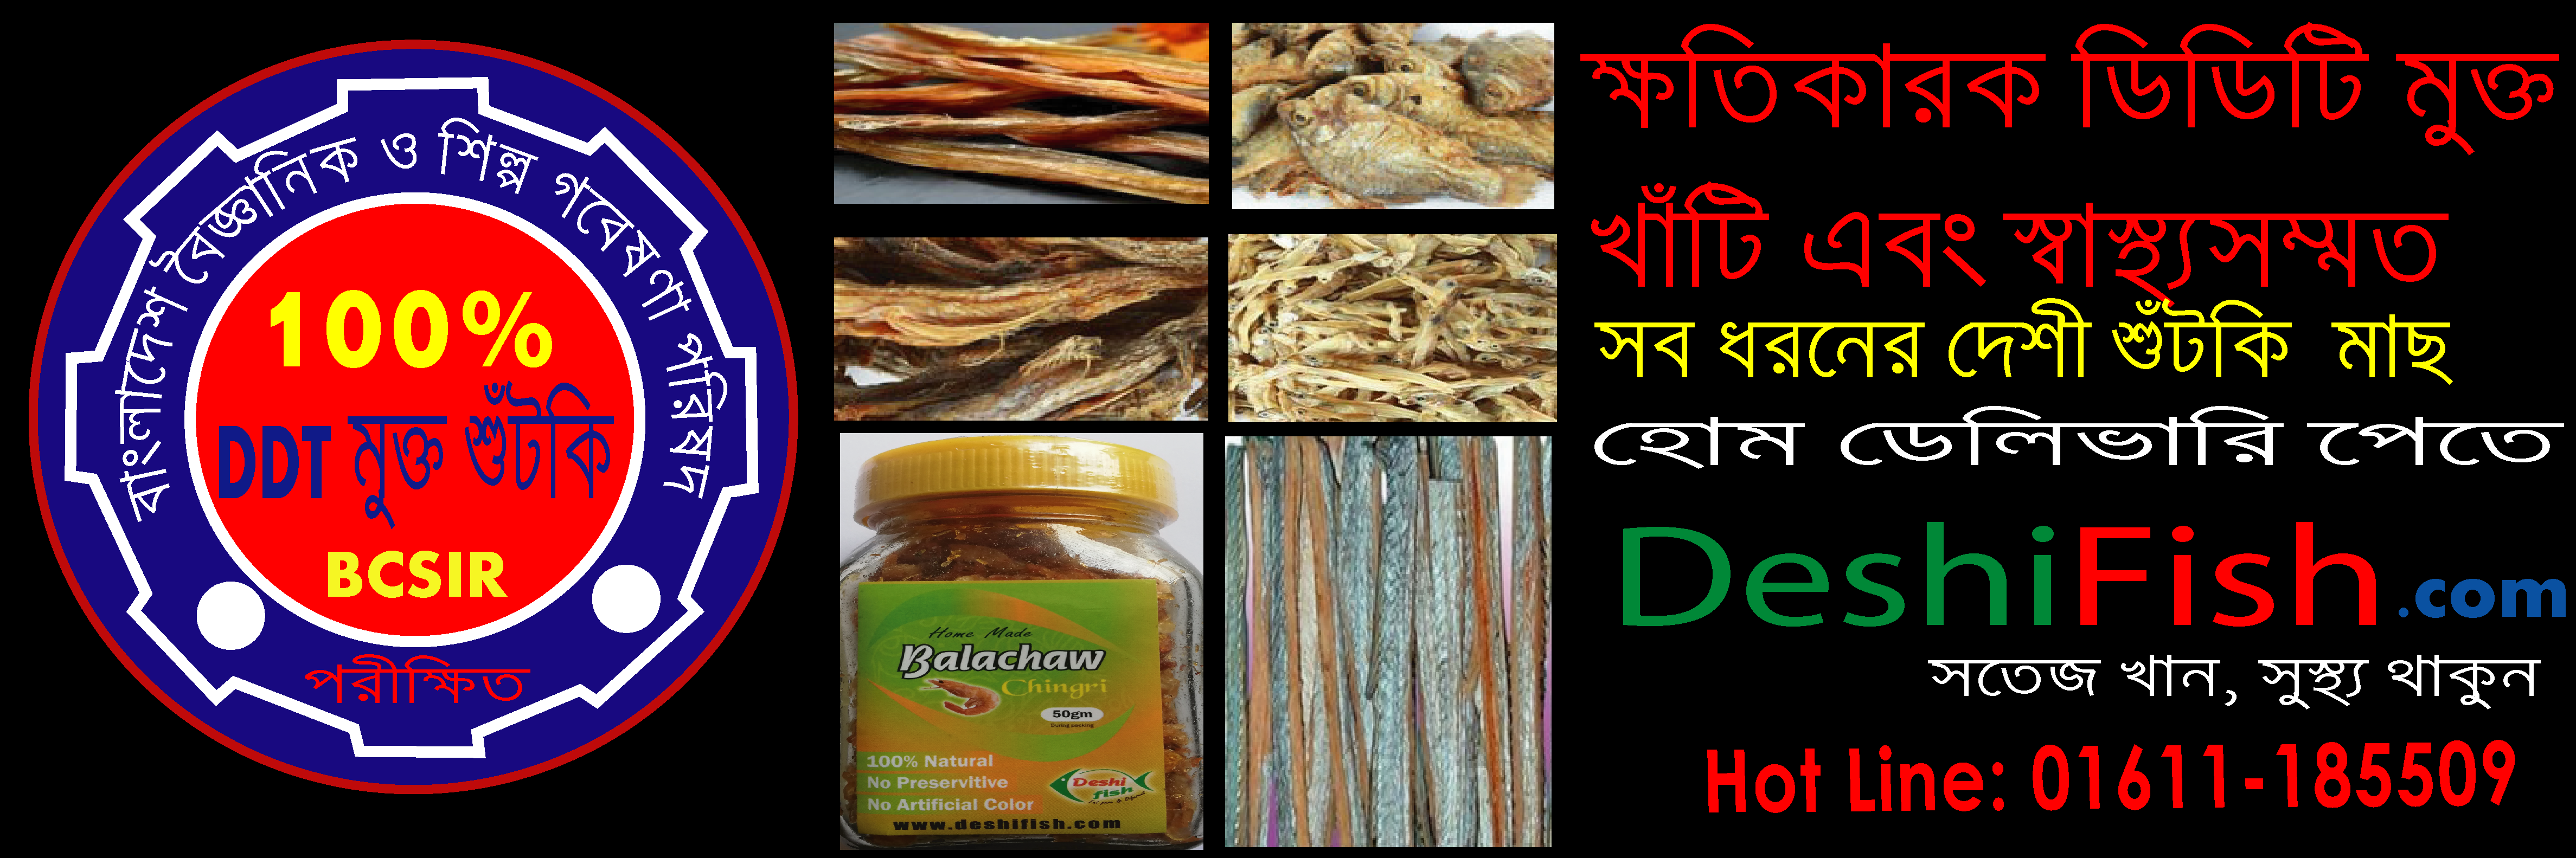 বাংলাদেশ বৈজ্ঞানিক ও শিল্প গবেষণা পরিষদ
100%
DDT মুক্ত শুঁটকি
BCSIR
পরীক্ষিত
Home Made
Balachaw
Chingri
50gm
During packing
100% Natural
No Preservitive
No Artificial Color
Deshi
fish
www.deshifish.com
ক্ষতিকারক ডিডিটি মুক্ত
খাঁটি এবং স্বাস্থ্যসম্মত
সব ধরনের দেশী শুঁটকি মাছ
হোম ডেলিভারি পেতে
DeshiFish.com
সতেজ খান, সুস্থ্য থাকুন
Hot Line: 01611-185509